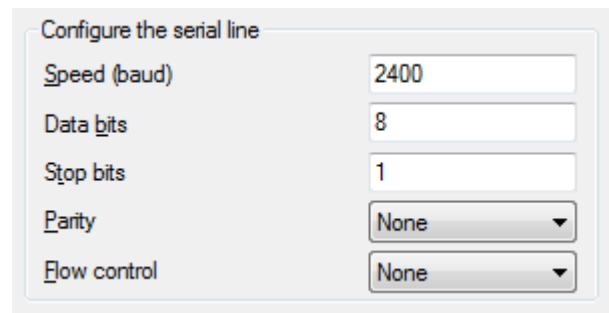 Configure the serial line
Speed (baud) 2400
Data bits 8
Stop bits 1
Parity None
Flow control None